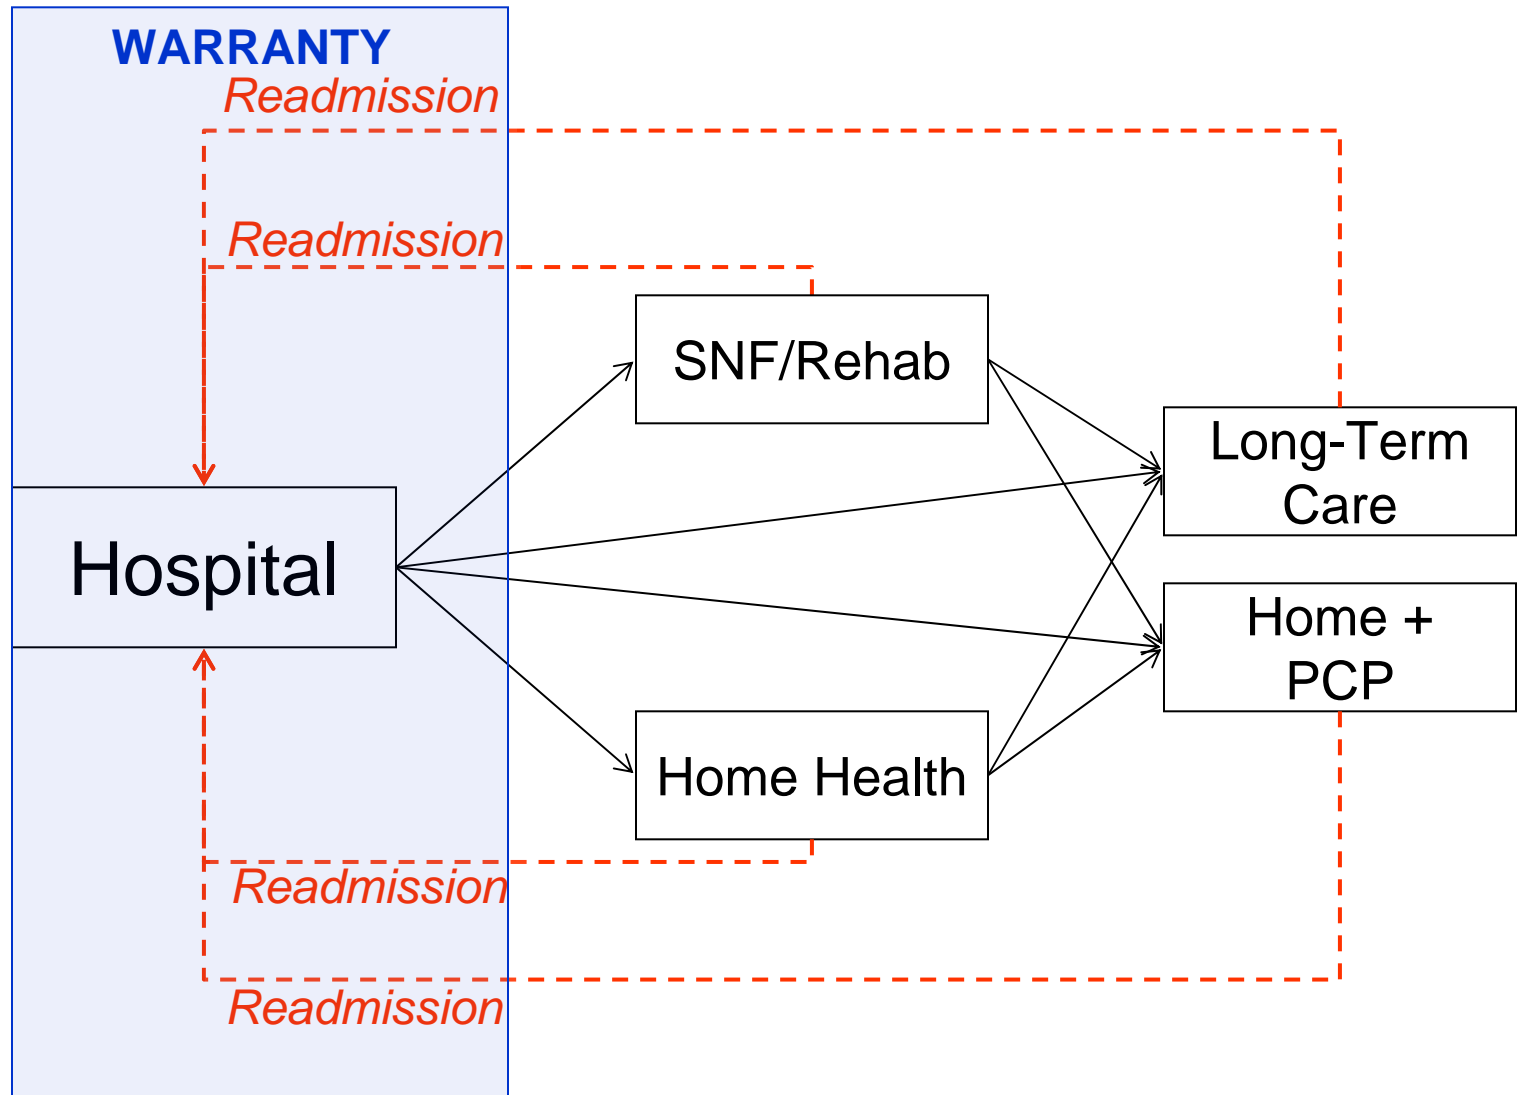 WARRANTY
Readmission
Readmission
SNF/Rehab
Long-Term
Care
Hospital
Home +
PCP
Home Health
Readmission
Readmission